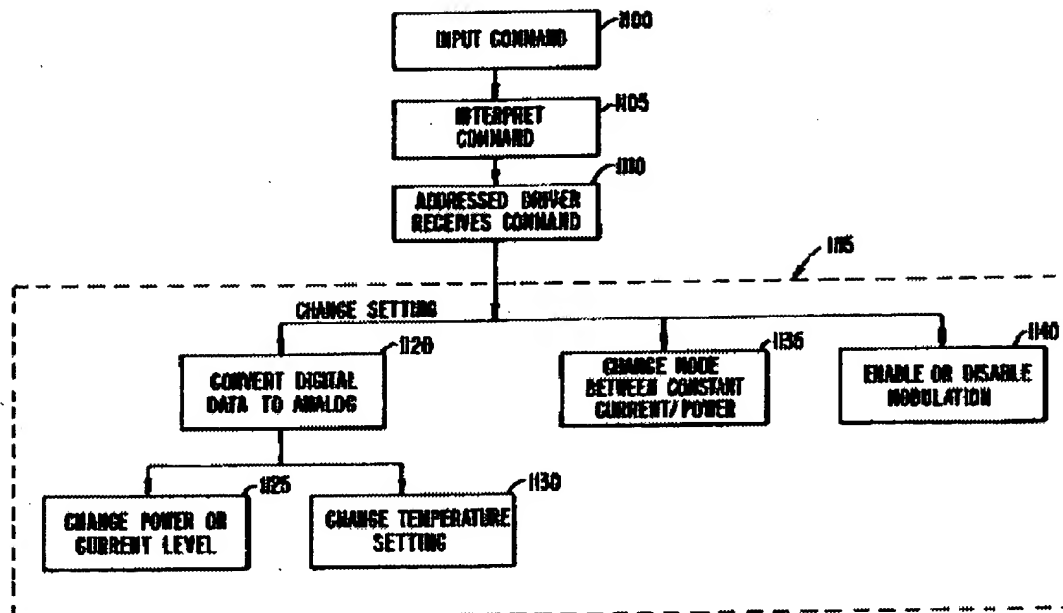 1100
INPUT COMMAND
1105
INTERPRET
COMMAND
1110
ADDRESSED DRIVER
RECEIVES COMMAND
1115
CHANGE SETTING
1120
CONVERT DIGITAL
DATA TO ANALOG
1135
CHANGE MODE
BETWEEN CONSTANT
CURRENT/POWER
1140
ENABLE OR DISABLE
MODULATION
1125
CHANGE POWER OR
CURRENT LEVEL
1130
CHANGE TEMPERATURE
SETTING